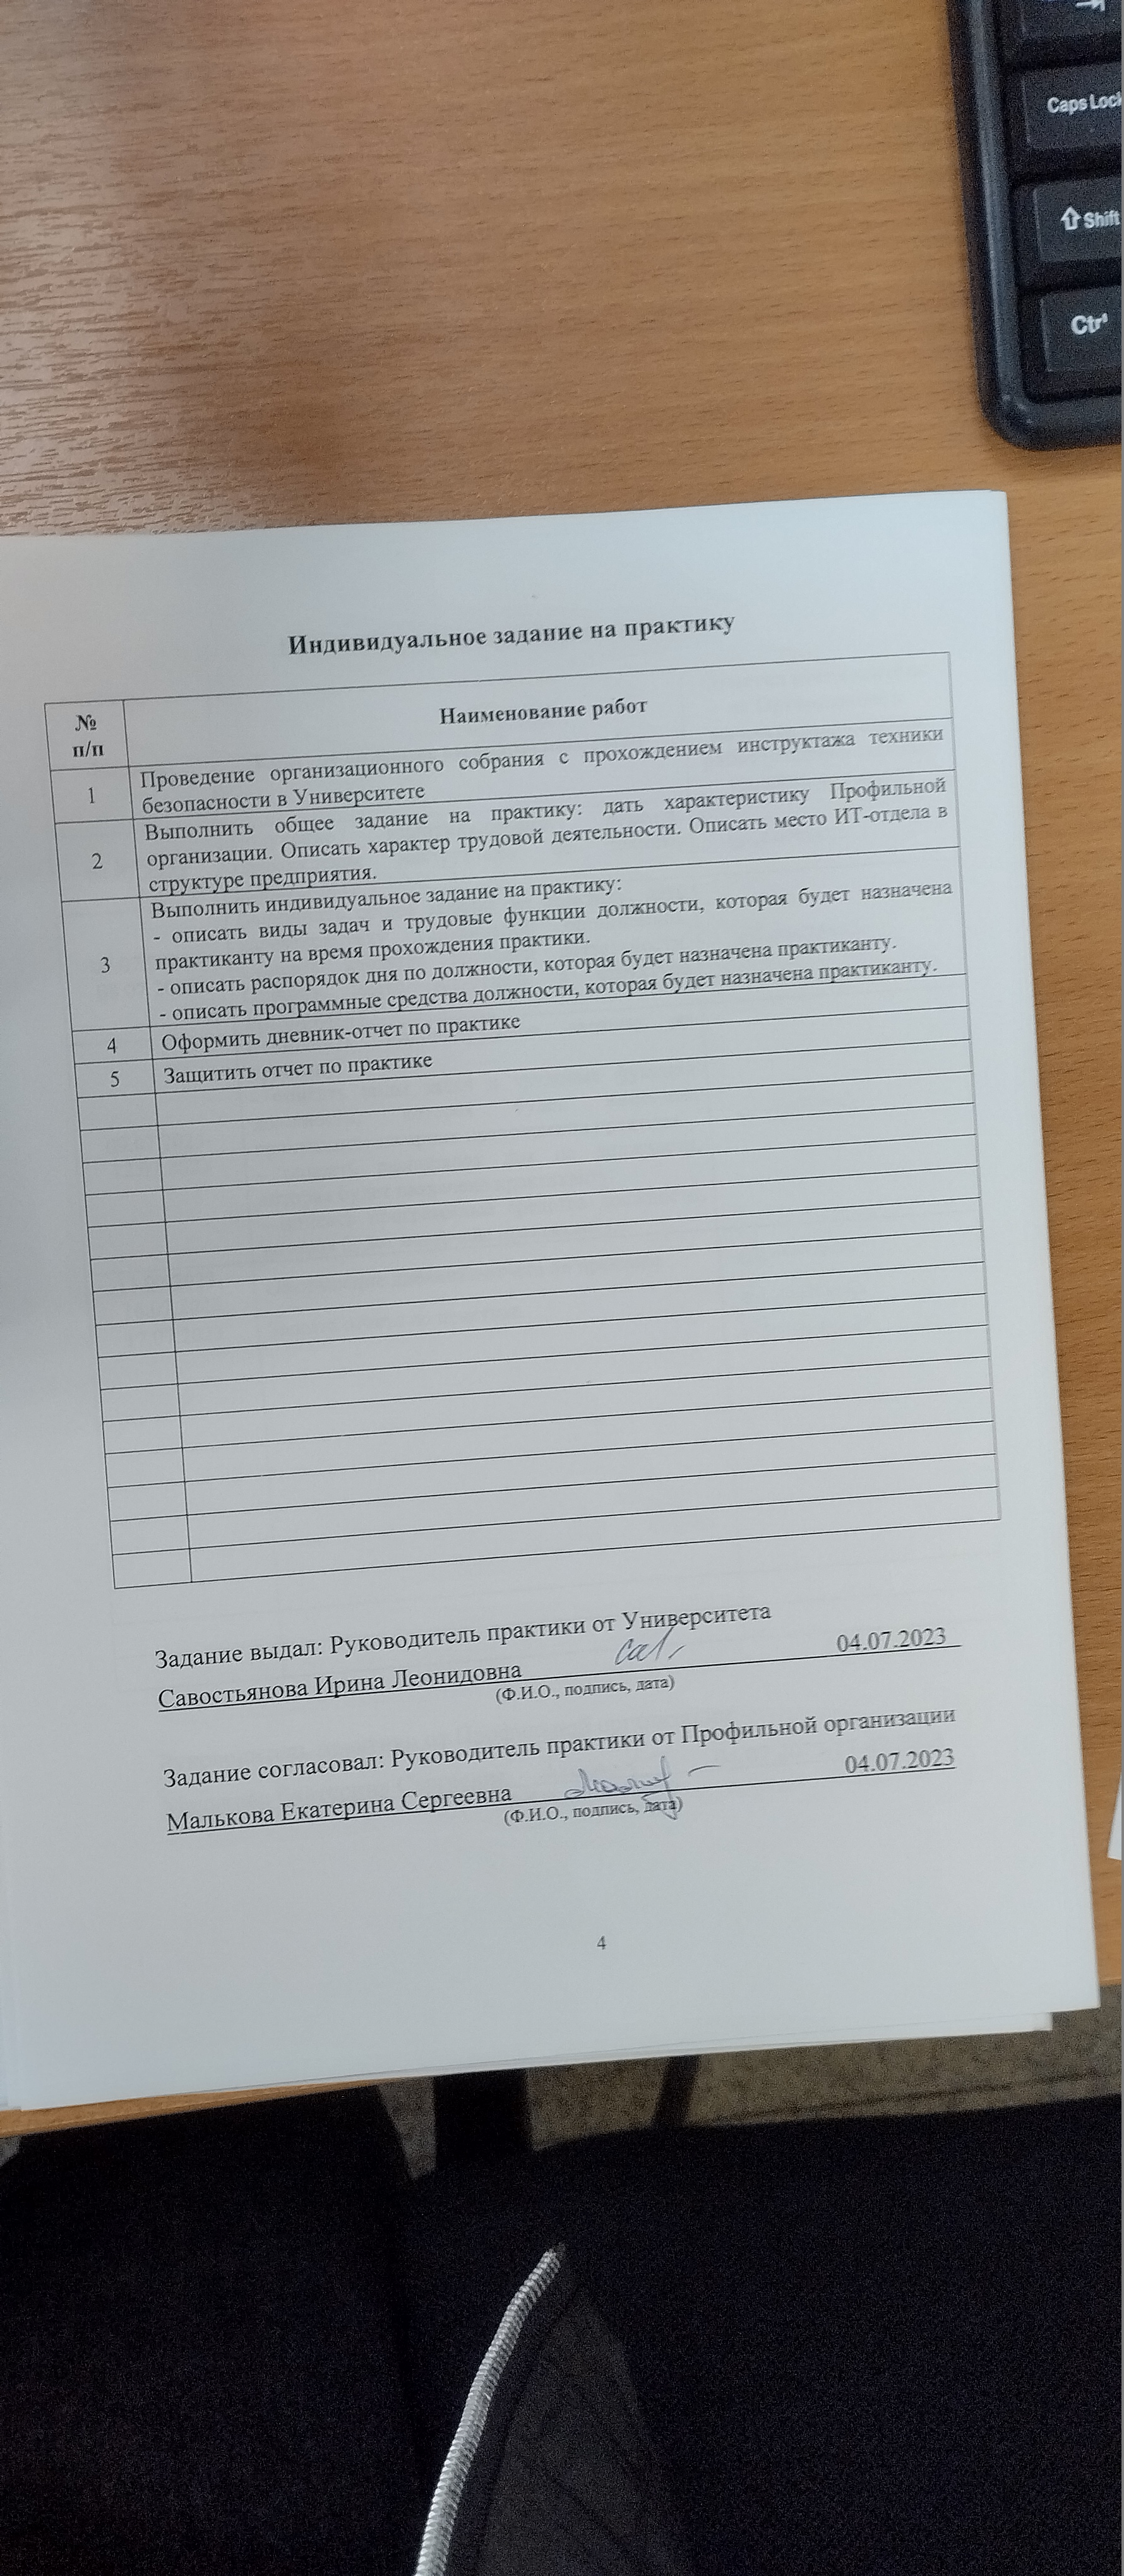 Caps Loc
Shift
Ctr
Индивидуальное задание на практику
№
п/п
Наименование работ
1
Проведение организационного собрания с прохождением инструктажа техники
безопасности в Университете
2
Выполнить общее задание на практику: дать характеристику Профильной
организации. Описать характер трудовой деятельности. Описать место ИТ-отдела в
структуре предприятия.
3
Выполнить индивидуальное задание на практику:
- описать виды задач и трудовые функции должности, которая будет назначена
практиканту на время прохождения практики.
- описать распорядок дня по должности, которая будет назначена практиканту.
- описать программные средства должности, которая будет назначена практиканту.
4 Оформить дневник-отчет по практике
5 Защитить отчет по практике
Задание выдал: Руководитель практики от Университета
Савостьянова Ирина Леонидовна 04.07.2023
(Ф.И.О., подпись, дата)
Задание согласовал: Руководитель практики от Профильной организации
Малькова Екатерина Сергеевна 04.07.2023
(Ф.И.О., подпись, дата)
4